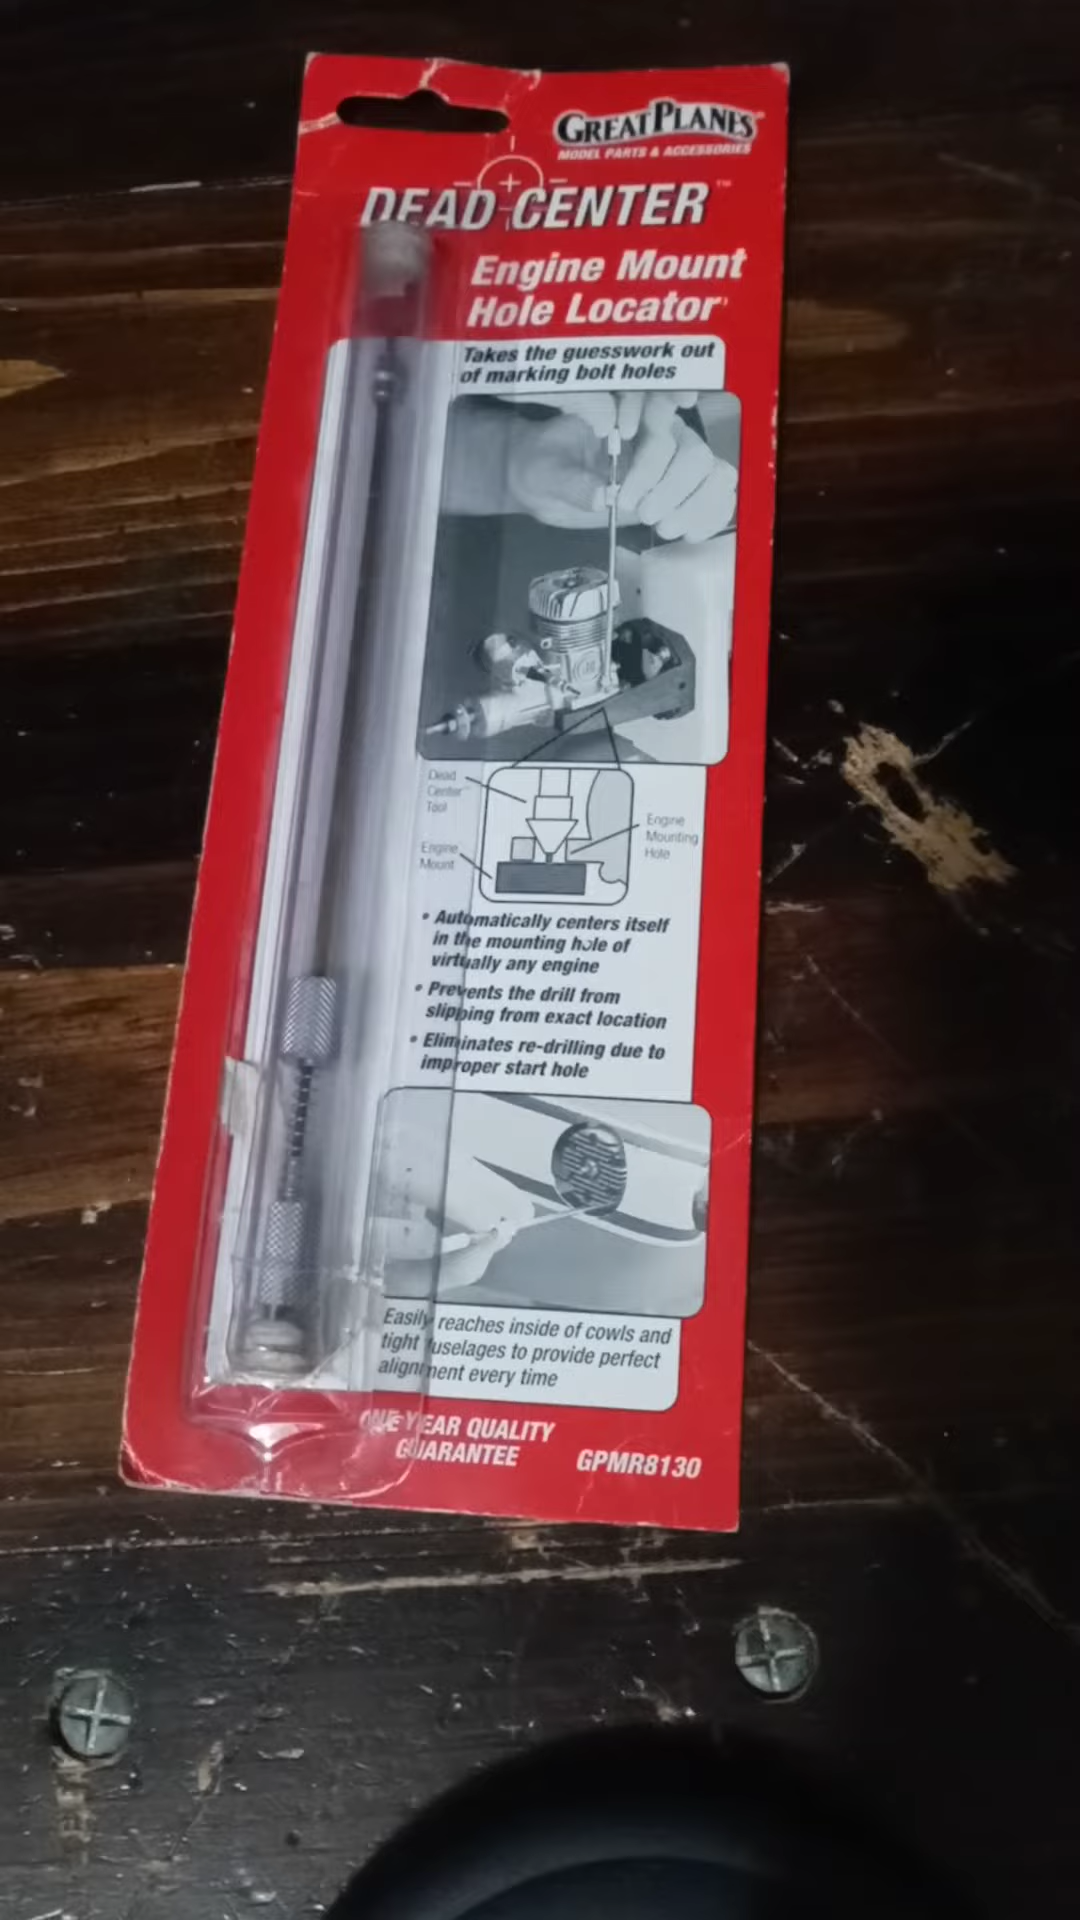 GREAT PLANES
MODEL PARTS & ACCESSORIES
DEAD CENTER™
Engine Mount
Hole Locator
Takes the guesswork out
of marking bolt holes
Dead
Center™
Tool
Engine
Mounting
Hole
Engine
Mount
• Automatically centers itself
in the mounting hole of
virtually any engine
• Prevents the drill from
slipping from exact location
• Eliminates re-drilling due to
improper start hole
Easily reaches inside of cowls and
tight fuselages to provide perfect
alignment every time
ONE YEAR QUALITY
GUARANTEE
GPMR8130